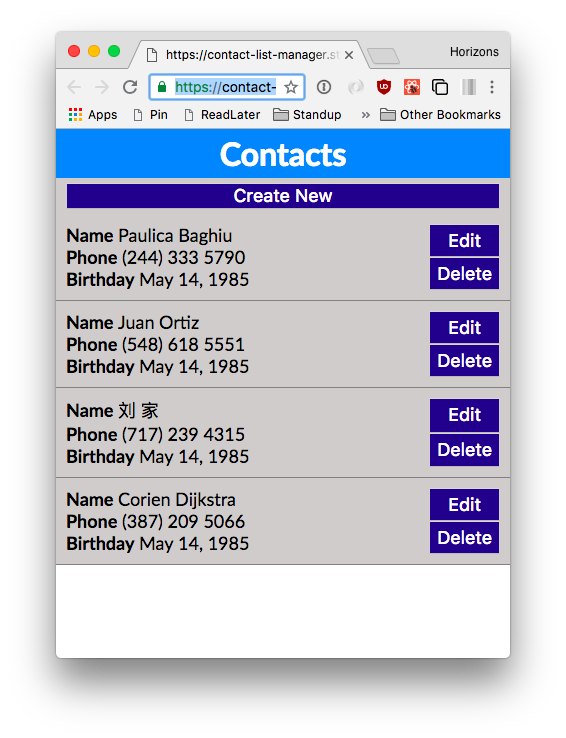 https://contact-list-manager.st
Horizons
https://contact-
Apps Pin ReadLater Standup » Other Bookmarks
Contacts
Create New
Name Paulica Baghiu
Phone (244) 333 5790
Birthday May 14, 1985
Edit
Delete
Name Juan Ortiz
Phone (548) 618 5551
Birthday May 14, 1985
Edit
Delete
Name 刘 家
Phone (717) 239 4315
Birthday May 14, 1985
Edit
Delete
Name Corien Dijkstra
Phone (387) 209 5066
Birthday May 14, 1985
Edit
Delete